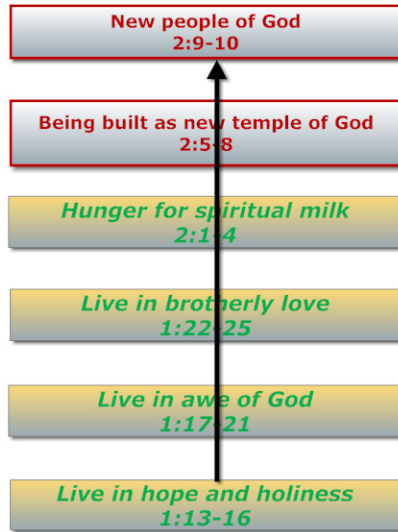 New people of God
2:9-10
Being built as new temple of God
2:5-8
Hunger for spiritual milk
2:1-4
Live in brotherly love
1:22-25
Live in awe of God
1:17-21
Live in hope and holiness
1:13-16